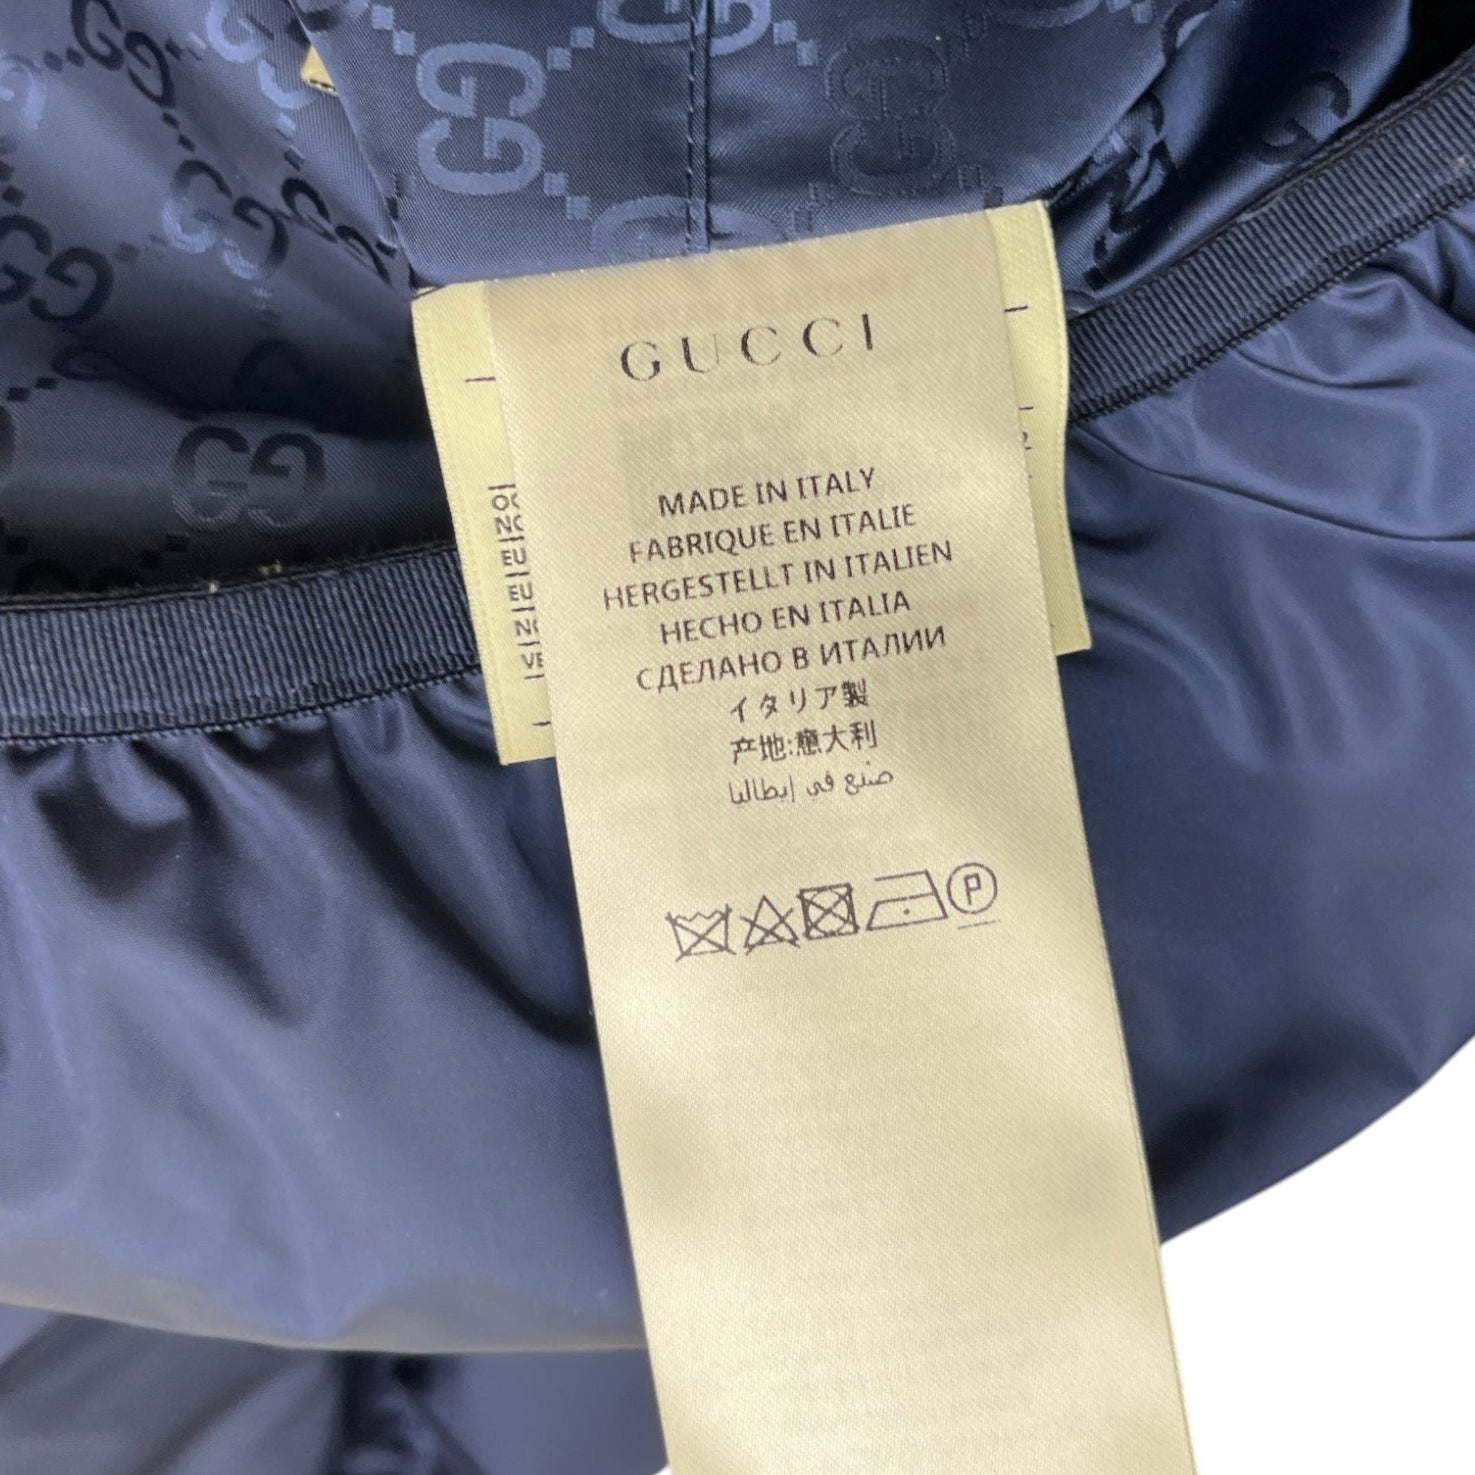 GUCCI
MADE IN ITALY
FABRIQUE EN ITALIE
HERGESTELLT IN ITALIEN
HECHO EN ITALIA
СДЕЛАНО В ИТАЛИИ
イタリア製
产地:意大利
صنع في إيطاليا
P